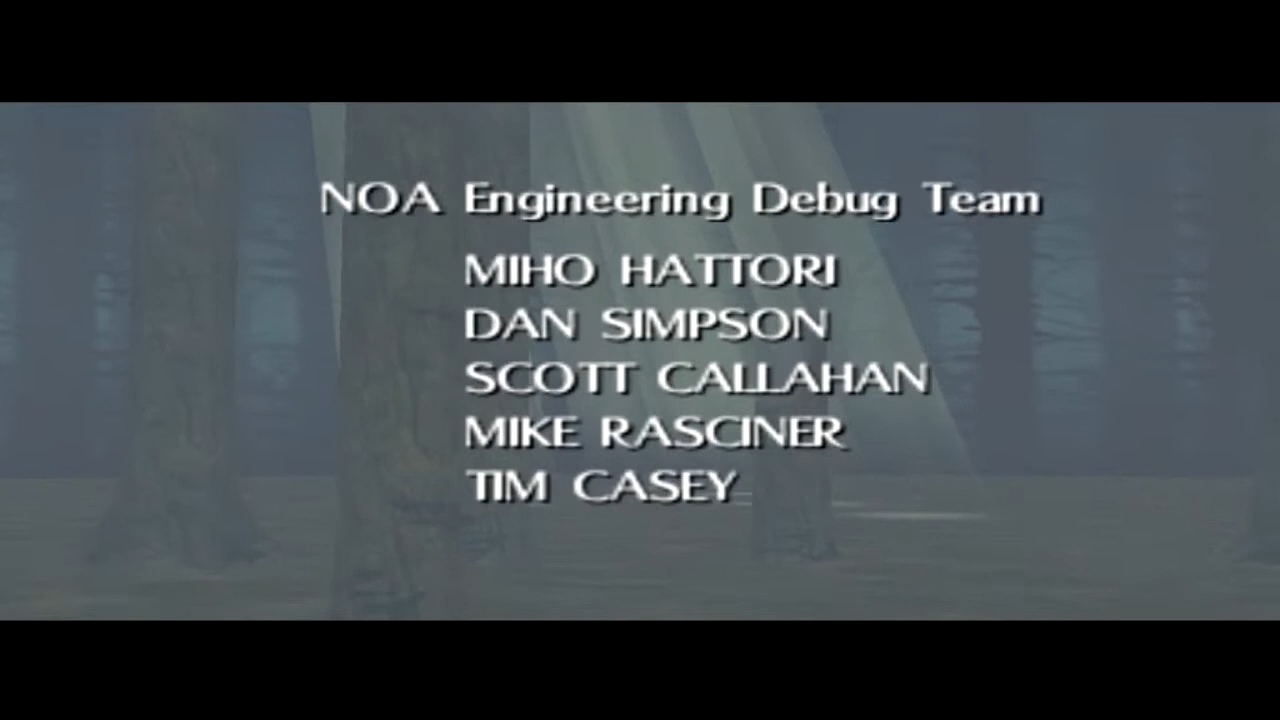 NOA Engineering Debug Team
MIHO HATTORI
DAN SIMPSON
SCOTT CALLAHAN
MIKE RASCINER
TIM CASEY